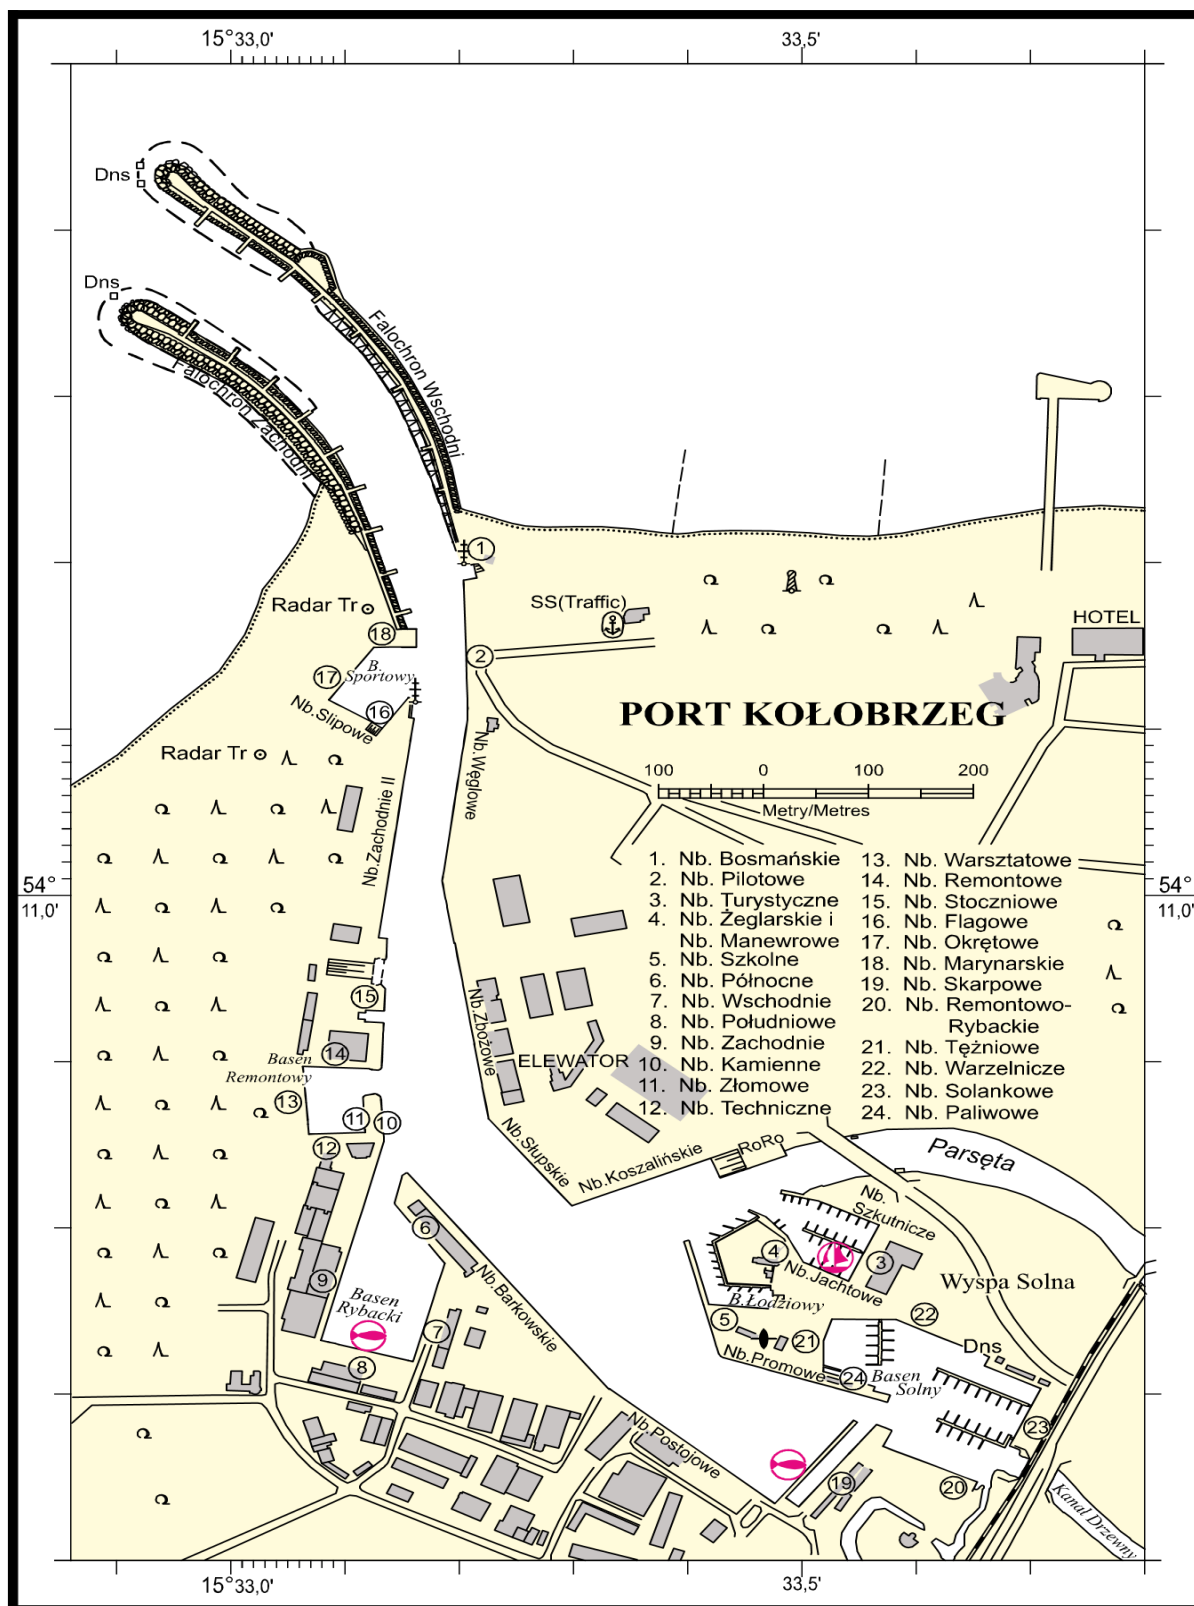 15°33,0'
33,5'
Dns
Dns
Falochron Wschodni
Falochron Zachodni
1
SS(Traffic)
Radar Tr
18
2
HOTEL
17
B.
Sportowy
16
Nb.Slipowe
PORT KOŁOBRZEG
Radar Tr
Nb.Węglowe
100 0 100 200
Metry/Metres
Nb.Zachodnie II
54°
11,0'
54°
11,0'
1. Nb. Bosmańskie
2. Nb. Pilotowe
3. Nb. Turystyczne
4. Nb. Żeglarskie i
Nb. Manewrowe
5. Nb. Szkolne
6. Nb. Północne
7. Nb. Wschodnie
8. Nb. Południowe
9. Nb. Zachodnie
10. Nb. Kamienne
11. Nb. Złomowe
12. Nb. Techniczne
13. Nb. Warsztatowe
14. Nb. Remontowe
15. Nb. Stoczniowe
16. Nb. Flagowe
17. Nb. Okrętowe
18. Nb. Marynarskie
19. Nb. Skarpowe
20. Nb. Remontowo-
Rybackie
21. Nb. Tężniowe
22. Nb. Warzelnicze
23. Nb. Solankowe
24. Nb. Paliwowe
15
Nb.Zbożowe
14
Basen
Remontowy
ELEWATOR
13
11
10
12
Nb.Słupskie
Nb.Koszalińskie
RoRo
Parsęta
Nb.
Szkutnicze
6
4
3
Nb.Jachtowe
Wyspa Solna
9
Basen
Rybacki
Nb.Barkowskie
B.Łodziowy
22
5
21
7
Nb.Promowe
Dns
8
24
Basen
Solny
Nb.Postojowe
23
19
20
Kanał Drzewny
15°33,0'
33,5'